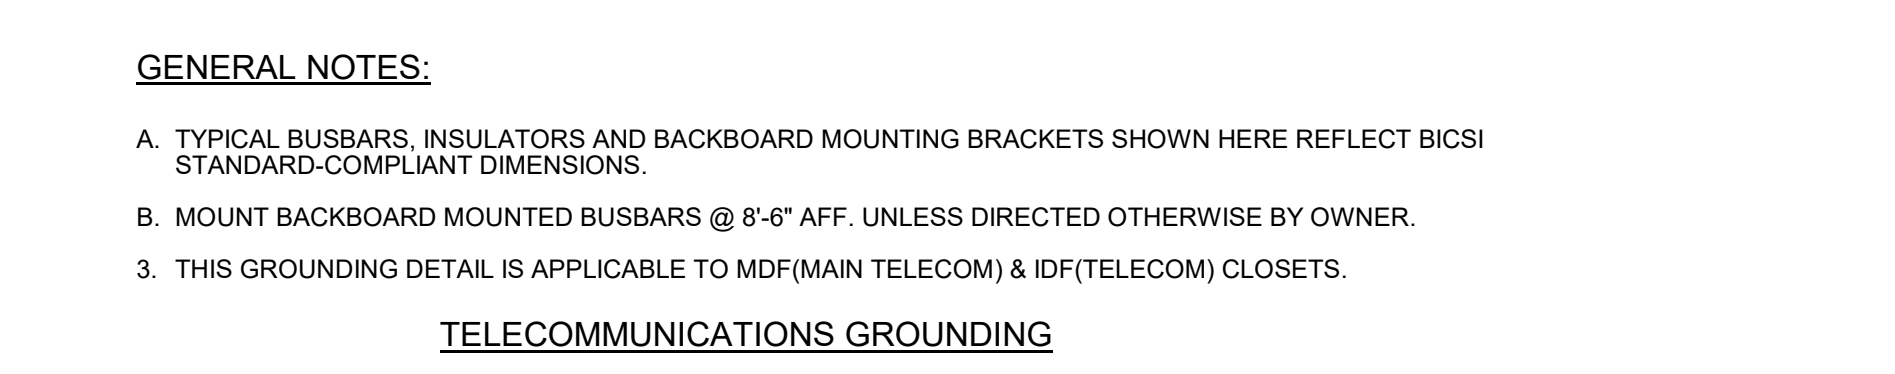 GENERAL NOTES:
A. TYPICAL BUSBARS, INSULATORS AND BACKBOARD MOUNTING BRACKETS SHOWN HERE REFLECT BICSI
STANDARD-COMPLIANT DIMENSIONS.
B. MOUNT BACKBOARD MOUNTED BUSBARS @ 8'-6" AFF. UNLESS DIRECTED OTHERWISE BY OWNER.
3. THIS GROUNDING DETAIL IS APPLICABLE TO MDF(MAIN TELECOM) & IDF(TELECOM) CLOSETS.
TELECOMMUNICATIONS GROUNDING